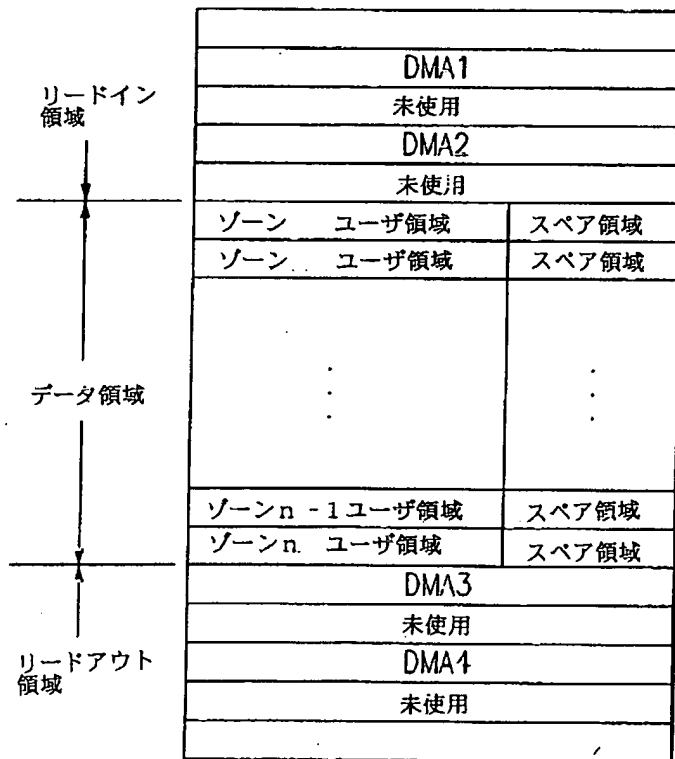 DMA1
リードイン
領域
未使用
DMA2
未使用
ゾーン ユーザ領域 スペア領域
ゾーン ユーザ領域 スペア領域
データ領域
ゾーンn -1ユーザ領域 スペア領域
ゾーンn. ユーザ領域 スペア領域
DMA3
未使用
リードアウト
領域
DMA4
未使用